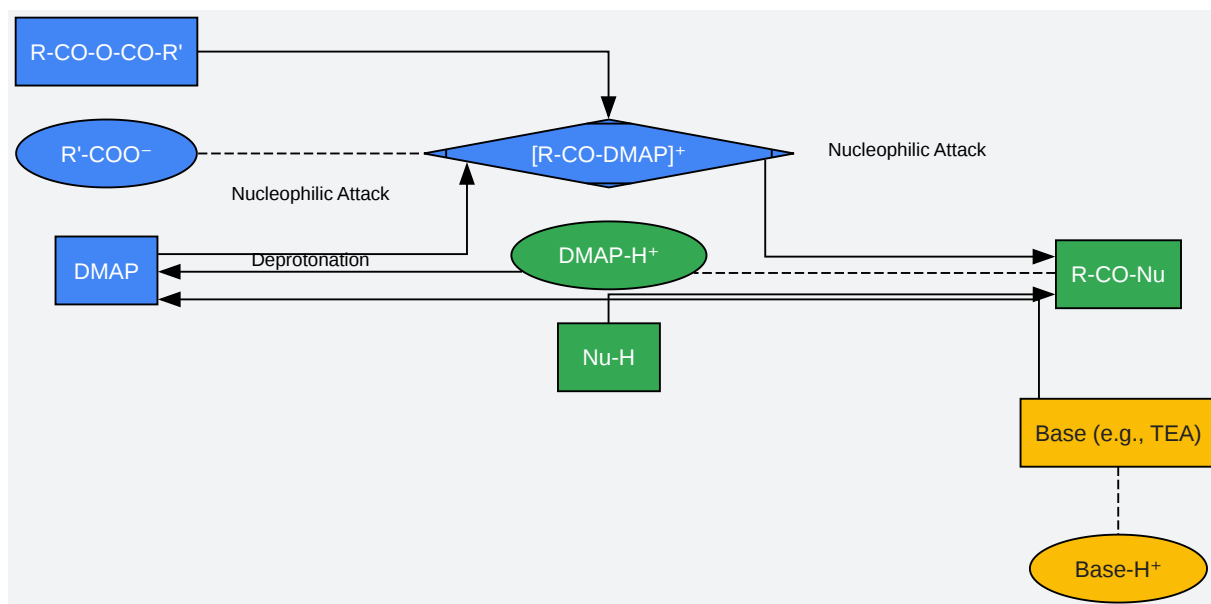 R-CO-O-CO-R'
R'-COO⁻
[R-CO-DMAP]⁺
Nucleophilic Attack
Nucleophilic Attack
DMAP
Deprotonation
DMAP-H⁺
R-CO-Nu
Nu-H
Base (e.g., TEA)
Base-H⁺